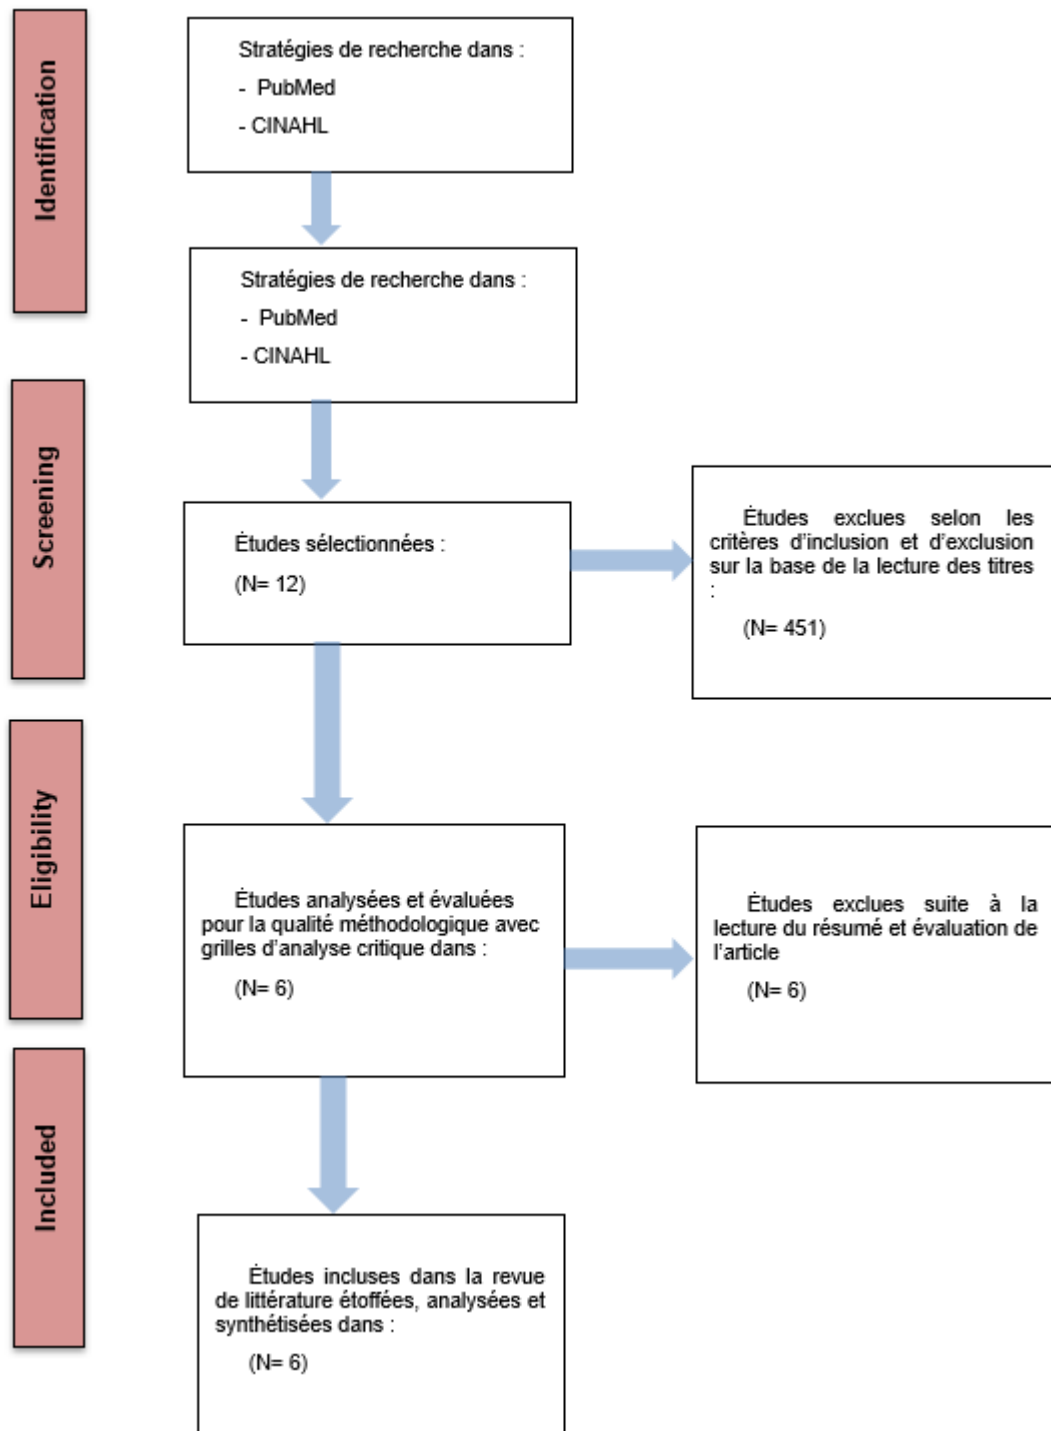 Identification
Stratégies de recherche dans :
- PubMed
- CINAHL
Stratégies de recherche dans :
- PubMed
- CINAHL
Screening
Études sélectionnées :
(N= 12)
Études exclues selon les
critères d'inclusion et d'exclusion
sur la base de la lecture des titres
:
(N= 451)
Eligibility
Études analysées et évaluées
pour la qualité méthodologique avec
grilles d'analyse critique dans :
(N= 6)
Études exclues suite à la
lecture du résumé et évaluation de
l'article
(N= 6)
Included
Études incluses dans la revue
de littérature étoffées, analysées et
synthétisées dans :
(N= 6)